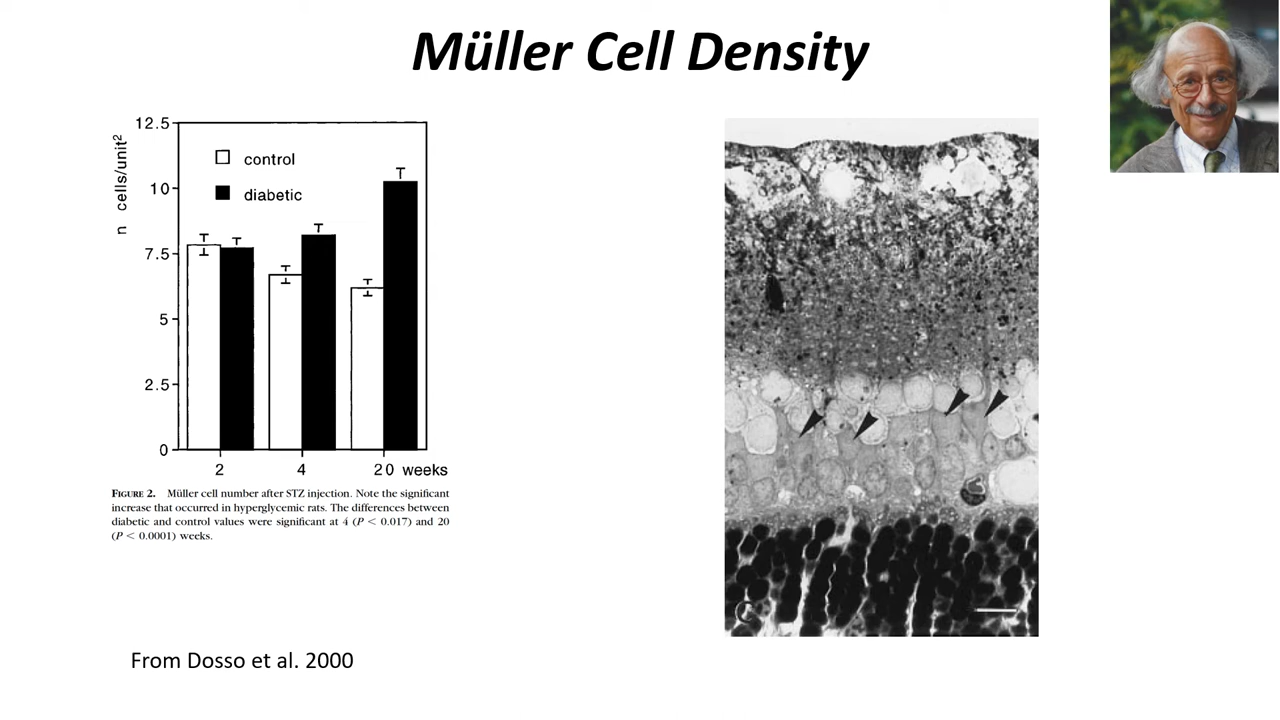 Müller Cell Density
12.5
n cells/unit²
control
10
diabetic
7.5
5
2.5
0
2 4 20 weeks
FIGURE 2. Müller cell number after STZ injection. Note the significant
increase that occurred in hyperglycemic rats. The differences between
diabetic and control values were significant at 4 (P < 0.017) and 20
(P < 0.0001) weeks.
C
From Dosso et al. 2000